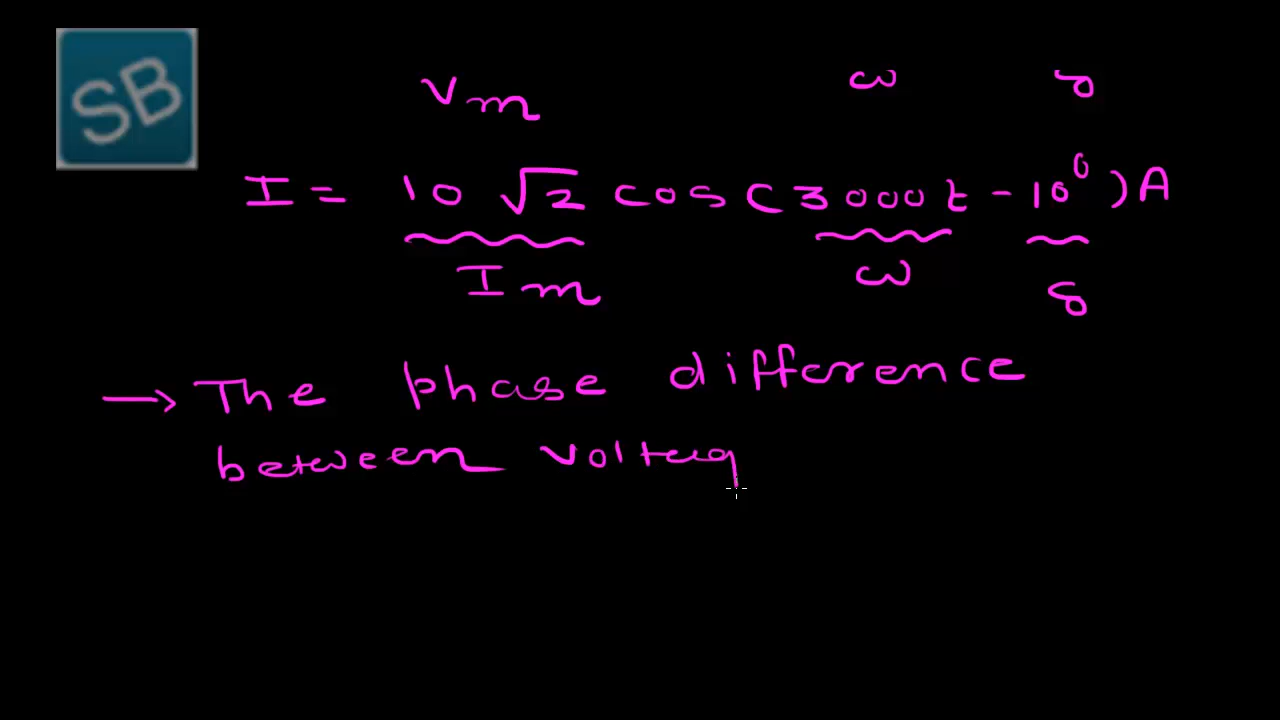 SB
Vm ω δ
I = 10 √2 cos (3000t - 10°) A
Im ω δ
→ The phase difference
between voltag